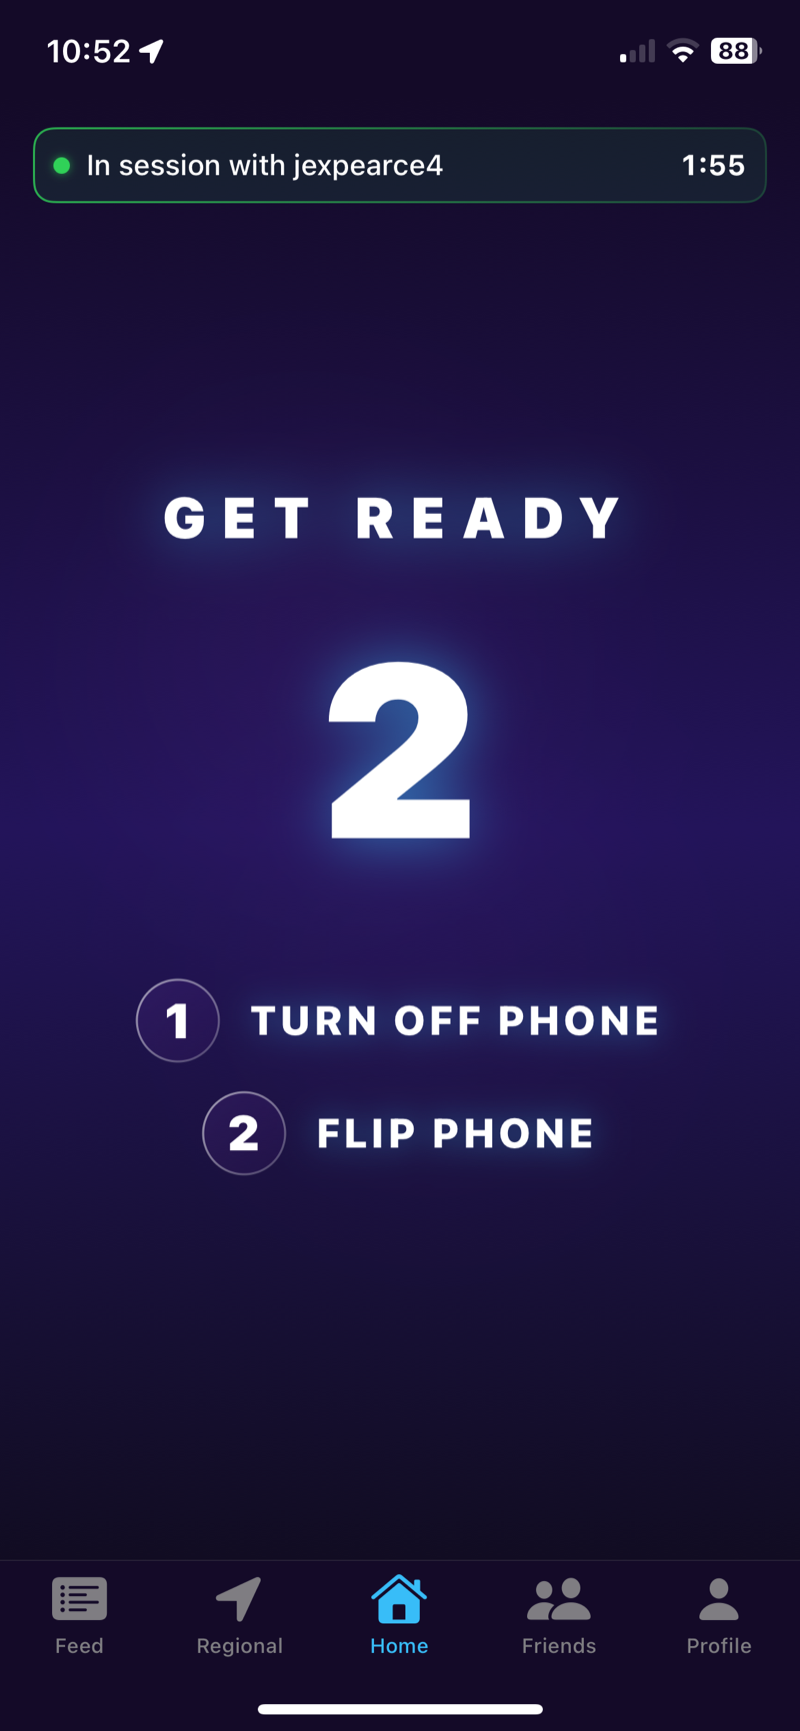 10:52
88
In session with jexpearce4 1:55
GET READY
2
1 TURN OFF PHONE
2 FLIP PHONE
Feed Regional Home Friends Profile